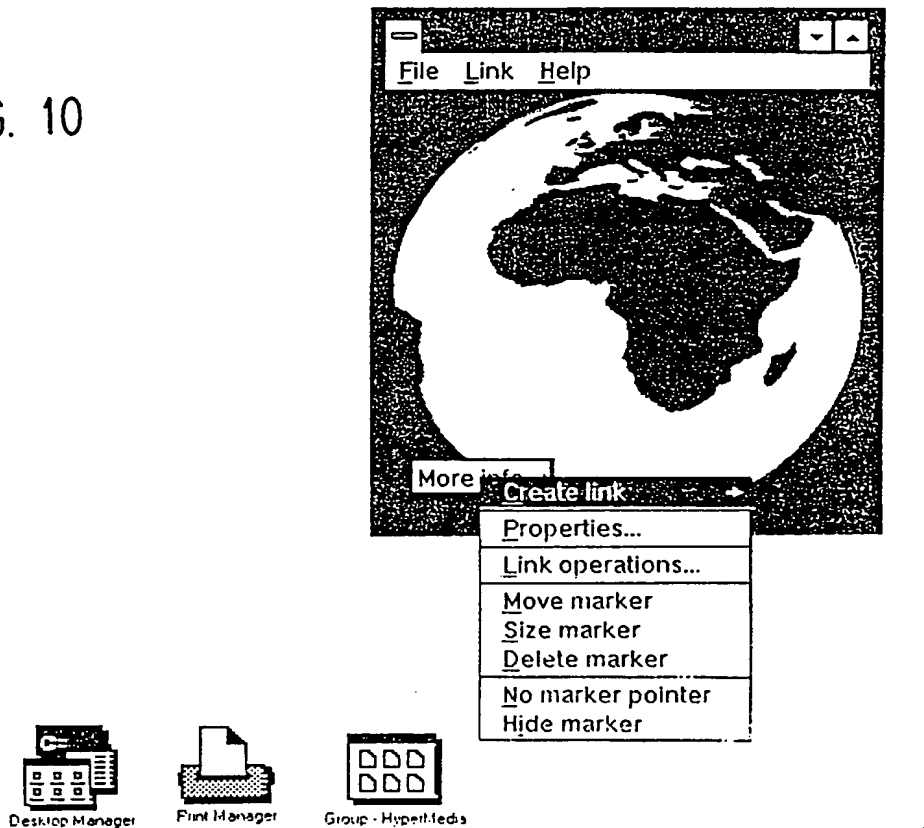 G. 10
File Link Help
More info
Create link
Properties...
Link operations...
Move marker
Size marker
Delete marker
No marker pointer
Hide marker
Desktop Manager
Print Manager
Group - HyperMedia